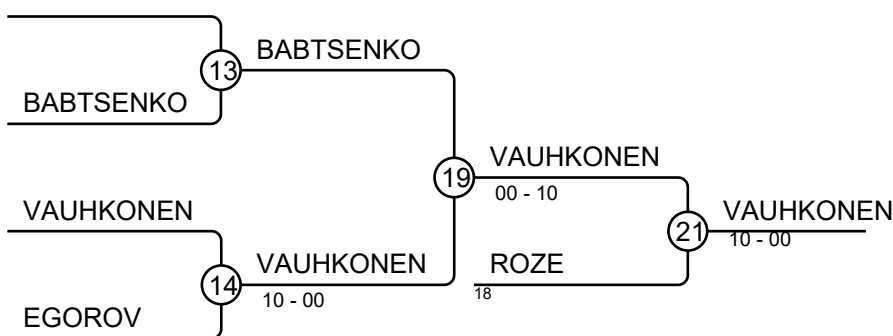 BABTSENKO
13
BABTSENKO
VAUHKONEN
19
00 - 10
VAUHKONEN
VAUHKONEN
21
10 - 00
14
VAUHKONEN
10 - 00
ROZE
18
EGOROV